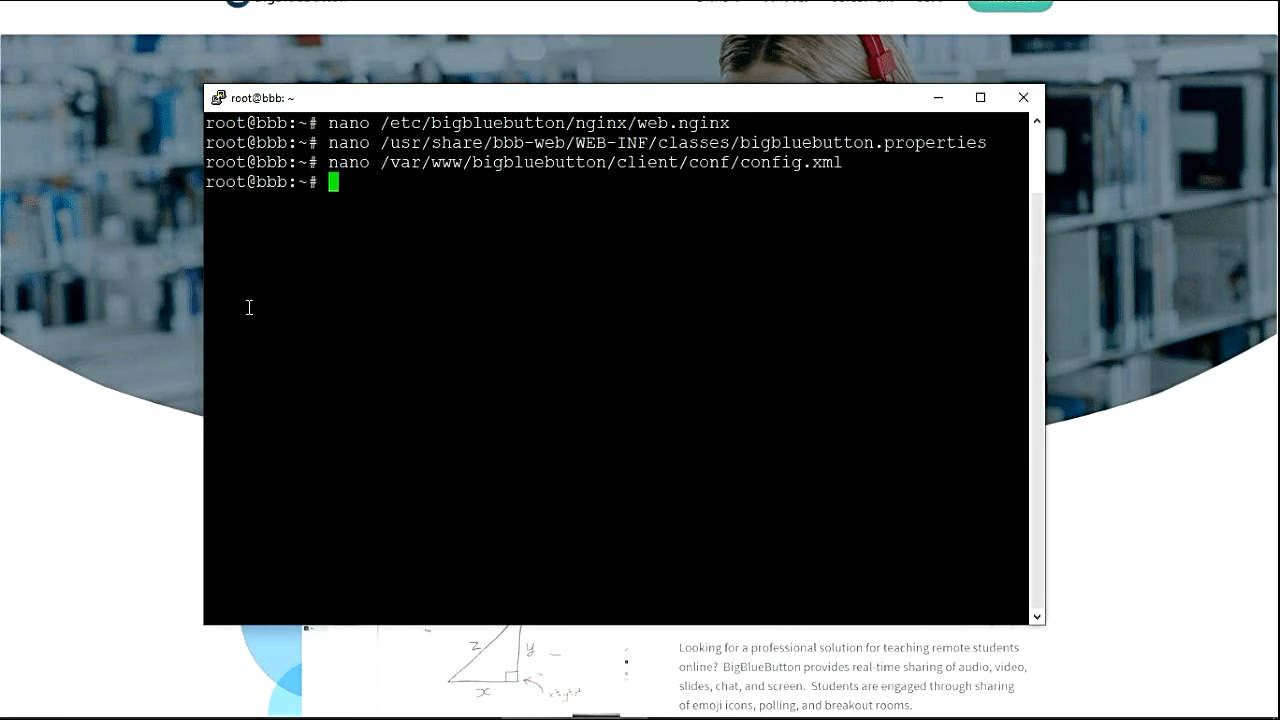 root@bbb: ~
root@bbb:~# nano /etc/bigbluebutton/nginx/web.nginx
root@bbb:~# nano /usr/share/bbb-web/WEB-INF/classes/bigbluebutton.properties
root@bbb:~# nano /var/www/bigbluebutton/client/conf/config.xml
root@bbb:~#
z
y
x
Looking for a professional solution for teaching remote students
online? BigBlueButton provides real-time sharing of audio, video,
slides, chat, and screen. Students are engaged through sharing
of emoji icons, polling, and breakout rooms.